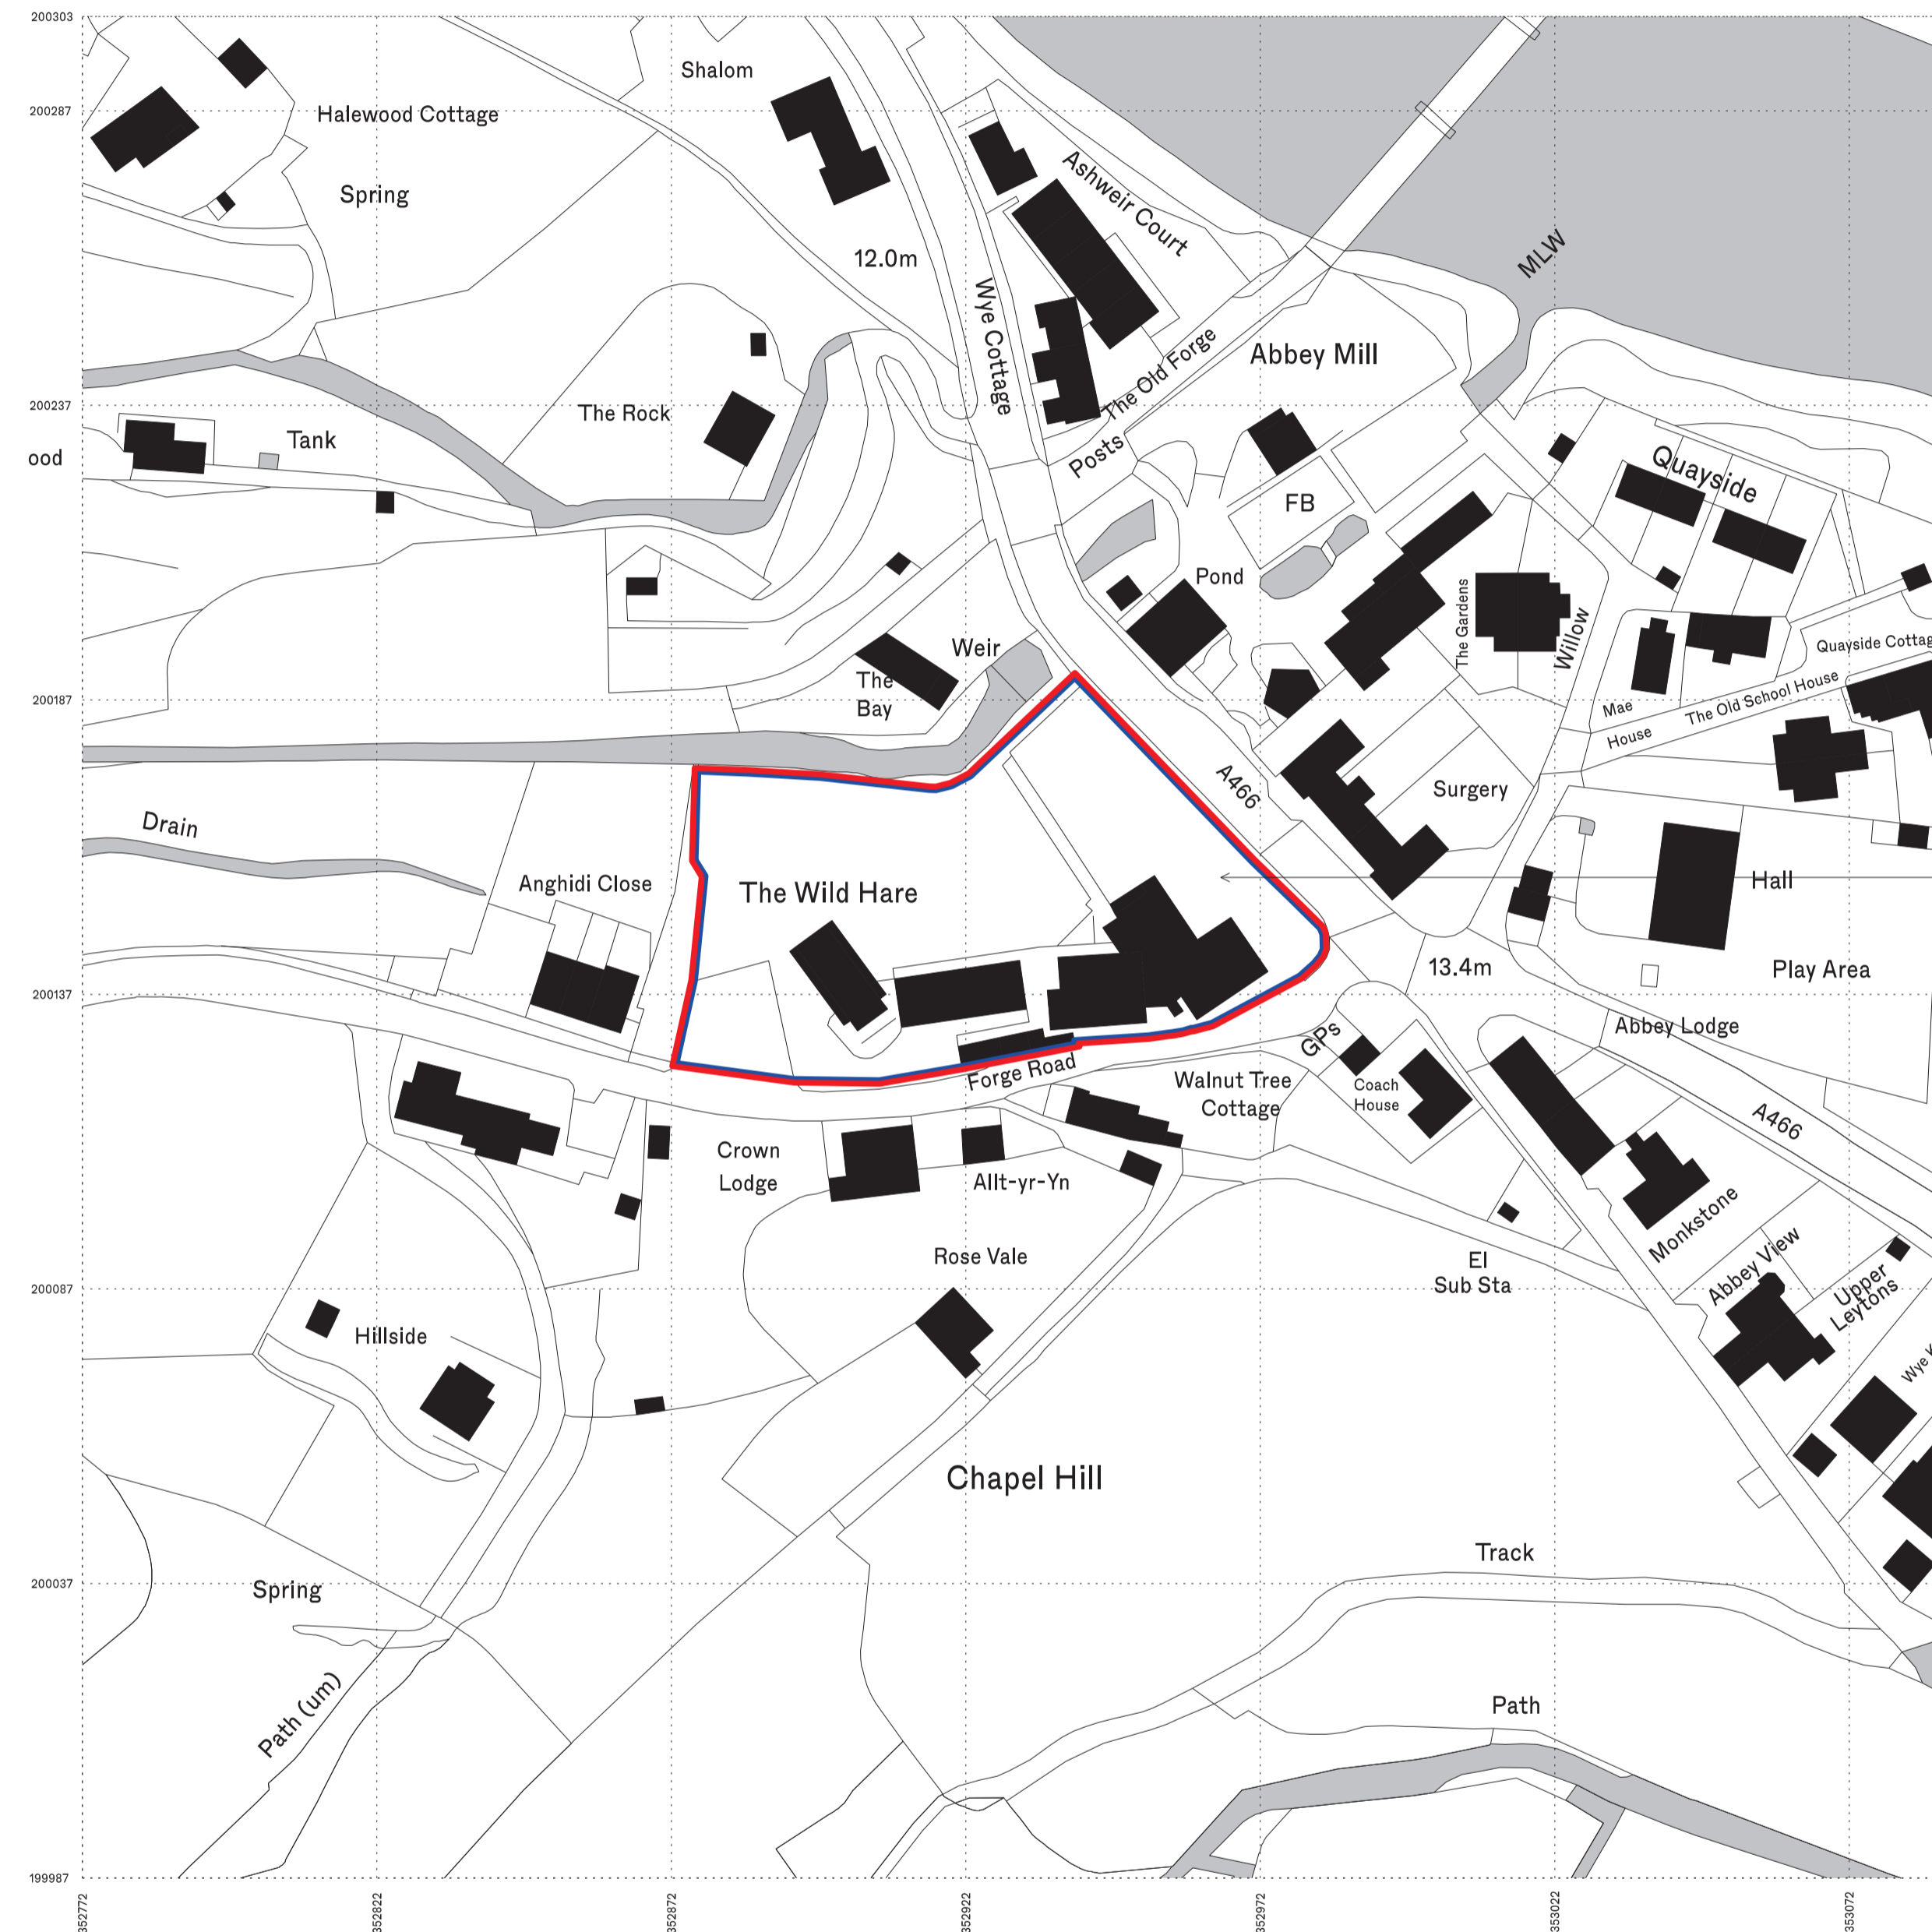 200303
Shalom
200287
Halewood Cottage
Spring
Ashweir Court
12.0m
MLW
Wye Cottage
The Old Forge
Abbey Mill
200237
The Rock
Tank
ood
Posts
Quayside
FB
Pond
The Gardens
Willow
Weir
The
Bay
Quayside Cottag
200187
Mae
House
The Old School House
A466
Surgery
Drain
Anghidi Close
The Wild Hare
Hall
13.4m
Play Area
200137
Abbey Lodge
GPs
Forge Road
Walnut Tree
Cottage
Coach
House
A466
Crown
Lodge
Allt-yr-Yn
Monkstone
Rose Vale
El
Sub Sta
Abbey View
Upper
Leytons
200087
Hillside
Wye
Chapel Hill
Track
200037
Spring
Path (um)
Path
199987
352772
352822
352872
352922
352972
353022
353072